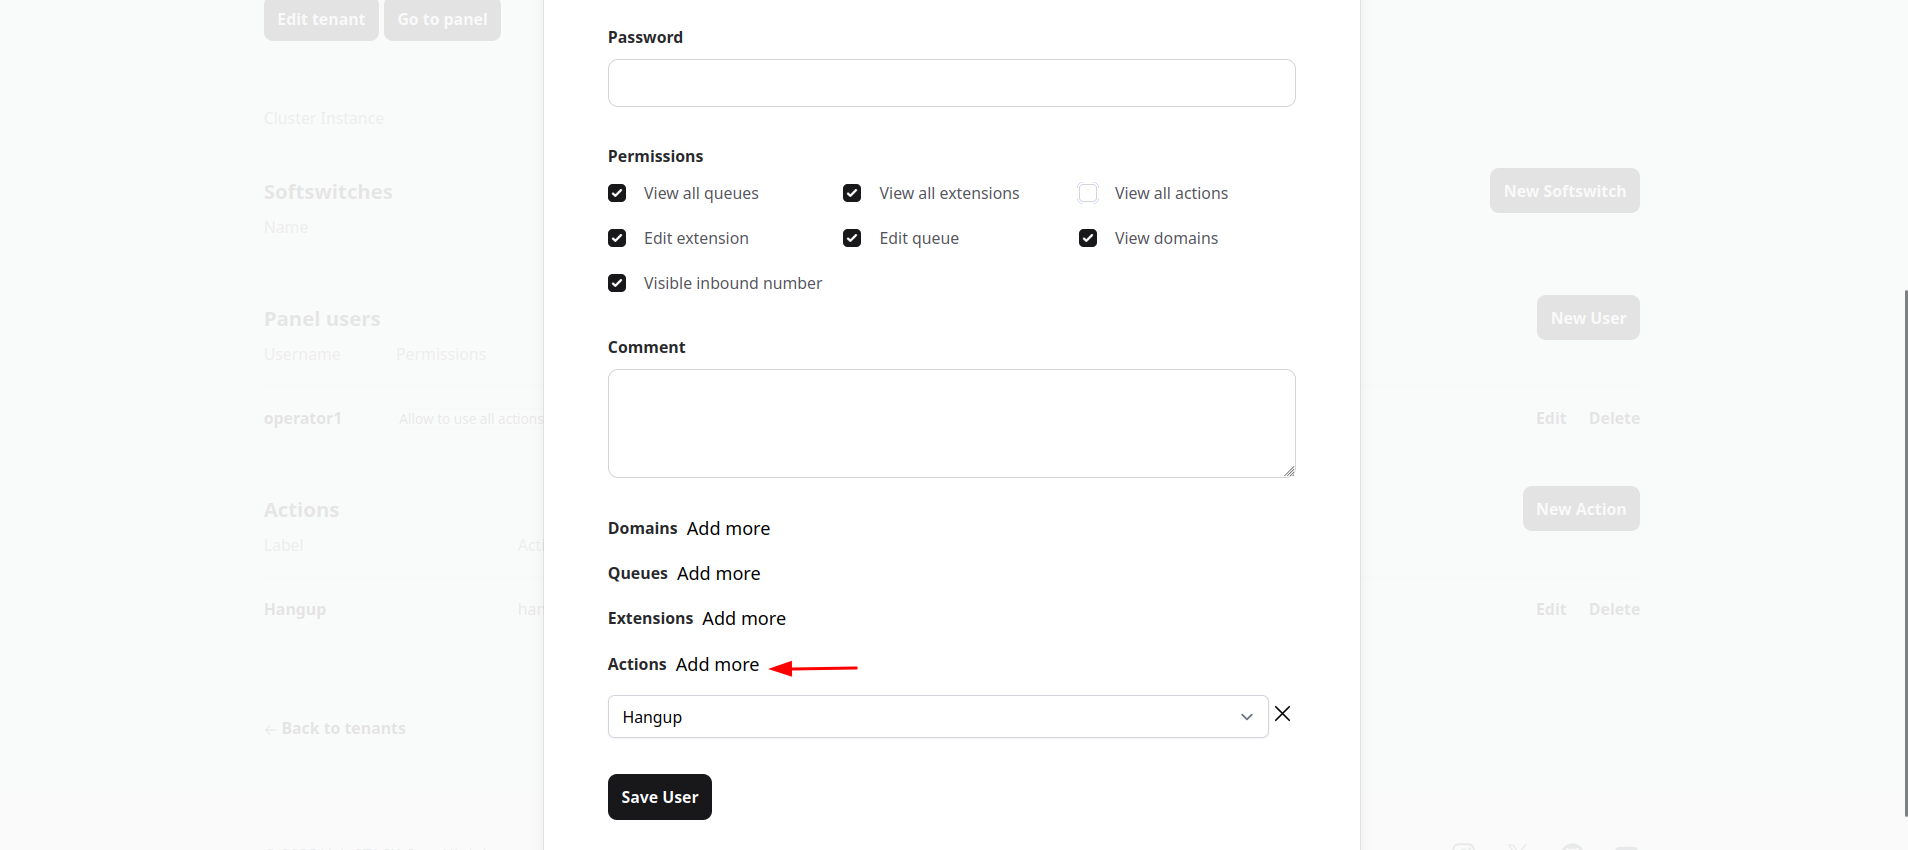 Edit tenant Go to panel
Cluster Instance
Softswitches New Softswitch
Name
Panel users New User
Username Permissions
operator1 Allow to use all actions Edit Delete
Actions New Action
Label Acti
Hangup han Edit Delete
← Back to tenants
Password
Permissions
View all queues View all extensions View all actions
Edit extension Edit queue View domains
Visible inbound number
Comment
Domains Add more
Queues Add more
Extensions Add more
Actions Add more
Hangup
Save User